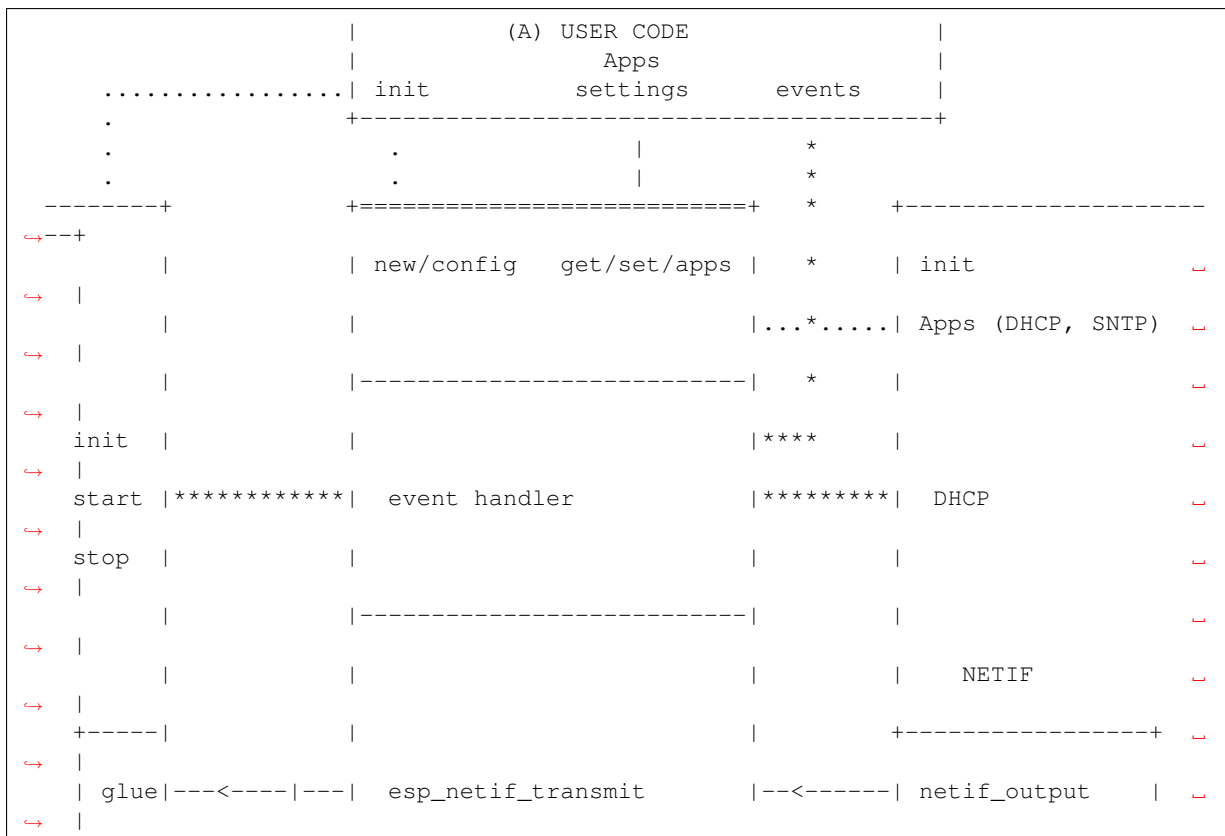 |          (A) USER CODE                 |
                        |                 Apps                   |
       .................| init          settings      events     |
       .                +----------------------------------------+
       .                   .                |           *
       .                   .                |           *
   --------+            +===========================+   *     +---------------------
↪--+
           |            | new/config   get/set/apps |   *     | init                ␣
↪  |
           |            |                           |...*.....| Apps (DHCP, SNTP)  ␣
↪  |
           |            |---------------------------|   *     |                    ␣
↪  |
     init  |            |                           |****     |                    ␣
↪  |
     start |************|  event handler            |*********|  DHCP              ␣
↪  |
     stop  |            |                           |         |                    ␣
↪  |
           |            |---------------------------|         |                    ␣
↪  |
           |            |                           |         |    NETIF           ␣
↪  |
     +-----|            |                           |         +-----------------+  ␣
↪  |
     | glue|---<----|---|  esp_netif_transmit       |--<------| netif_output    |  ␣
↪  |